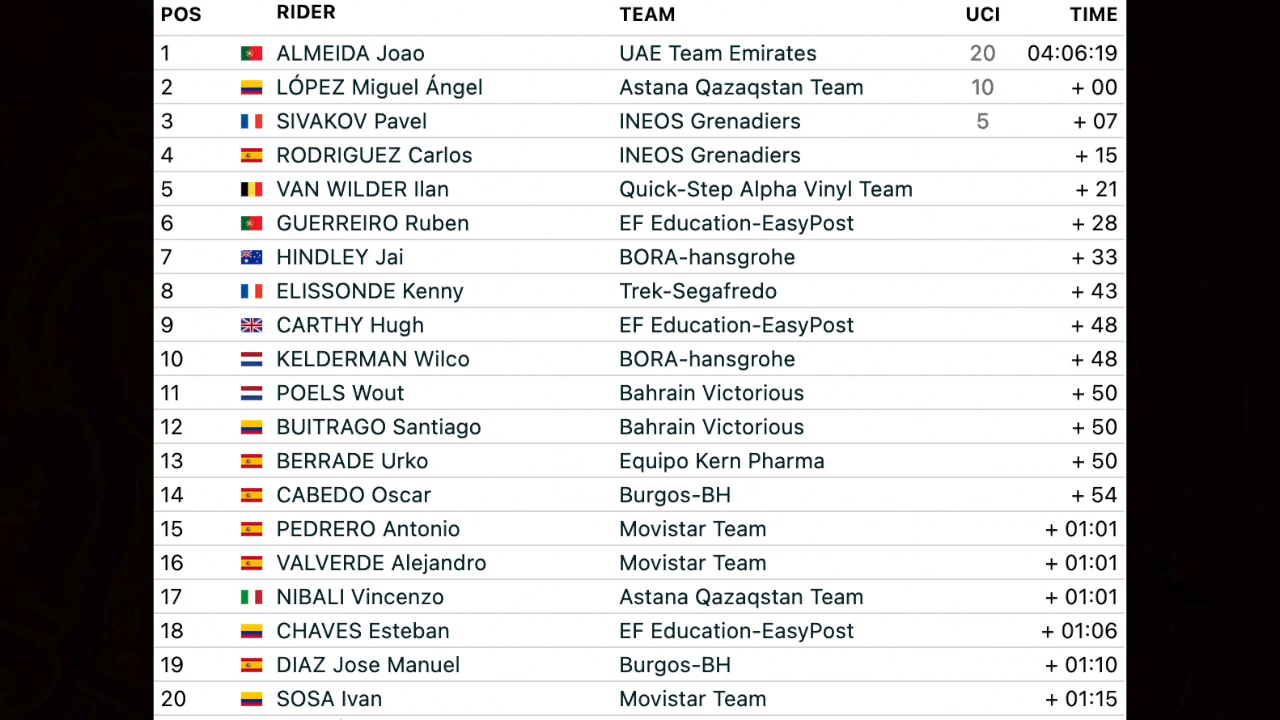 POS RIDER TEAM UCI TIME
1 ALMEIDA Joao UAE Team Emirates 20 04:06:19
2 LÓPEZ Miguel Ángel Astana Qazaqstan Team 10 + 00
3 SIVAKOV Pavel INEOS Grenadiers 5 + 07
4 RODRIGUEZ Carlos INEOS Grenadiers + 15
5 VAN WILDER Ilan Quick-Step Alpha Vinyl Team + 21
6 GUERREIRO Ruben EF Education-EasyPost + 28
7 HINDLEY Jai BORA-hansgrohe + 33
8 ELISSONDE Kenny Trek-Segafredo + 43
9 CARTHY Hugh EF Education-EasyPost + 48
10 KELDERMAN Wilco BORA-hansgrohe + 48
11 POELS Wout Bahrain Victorious + 50
12 BUITRAGO Santiago Bahrain Victorious + 50
13 BERRADE Urko Equipo Kern Pharma + 50
14 CABEDO Oscar Burgos-BH + 54
15 PEDRERO Antonio Movistar Team + 01:01
16 VALVERDE Alejandro Movistar Team + 01:01
17 NIBALI Vincenzo Astana Qazaqstan Team + 01:01
18 CHAVES Esteban EF Education-EasyPost + 01:06
19 DIAZ Jose Manuel Burgos-BH + 01:10
20 SOSA Ivan Movistar Team + 01:15